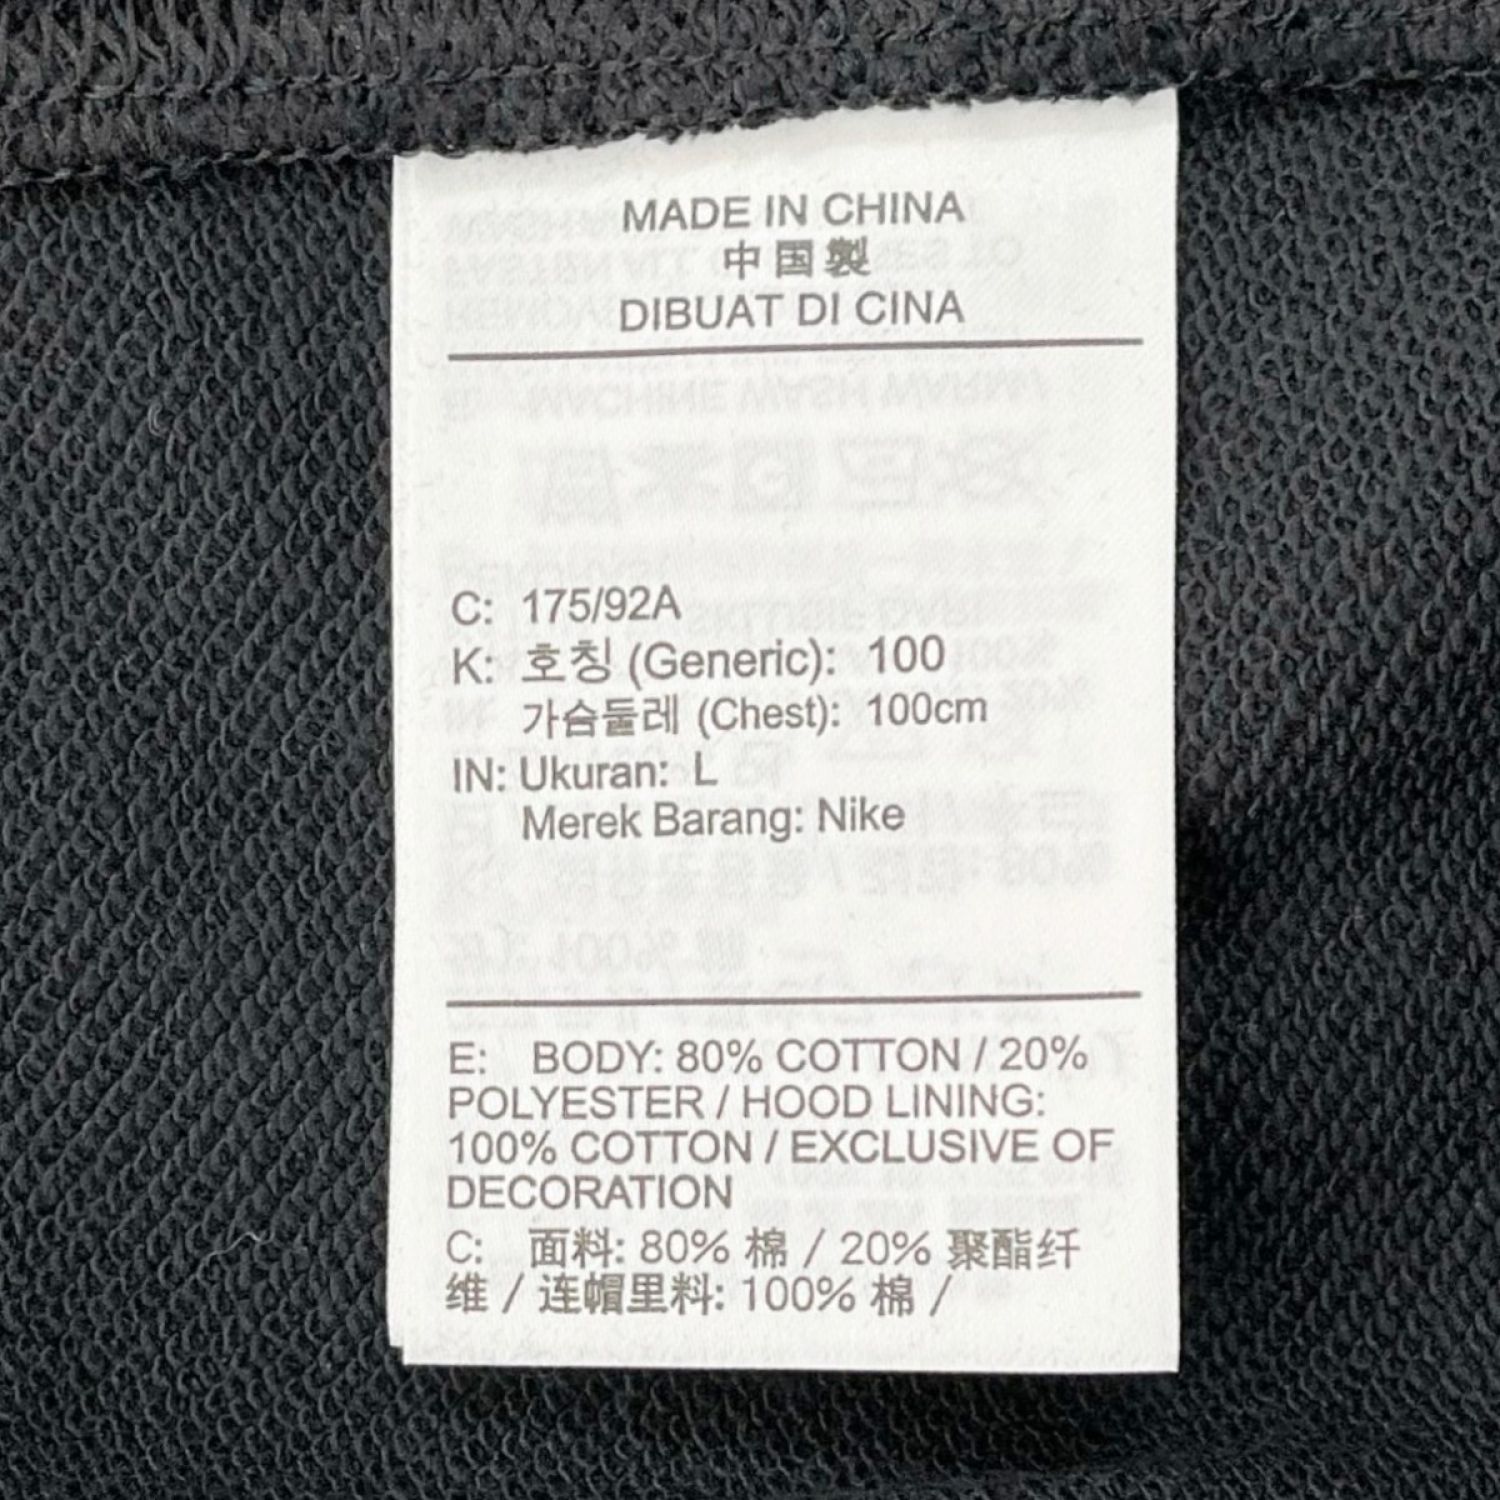 MADE IN CHINA
中国製
DIBUAT DI CINA
C: 175/92A
K: 호칭 (Generic): 100
가슴둘레 (Chest): 100cm
IN: Ukuran: L
Merek Barang: Nike
E: BODY: 80% COTTON / 20%
POLYESTER / HOOD LINING:
100% COTTON / EXCLUSIVE OF
DECORATION
C: 面料: 80% 棉 / 20% 聚酯纤
维 / 连帽里料: 100% 棉 /